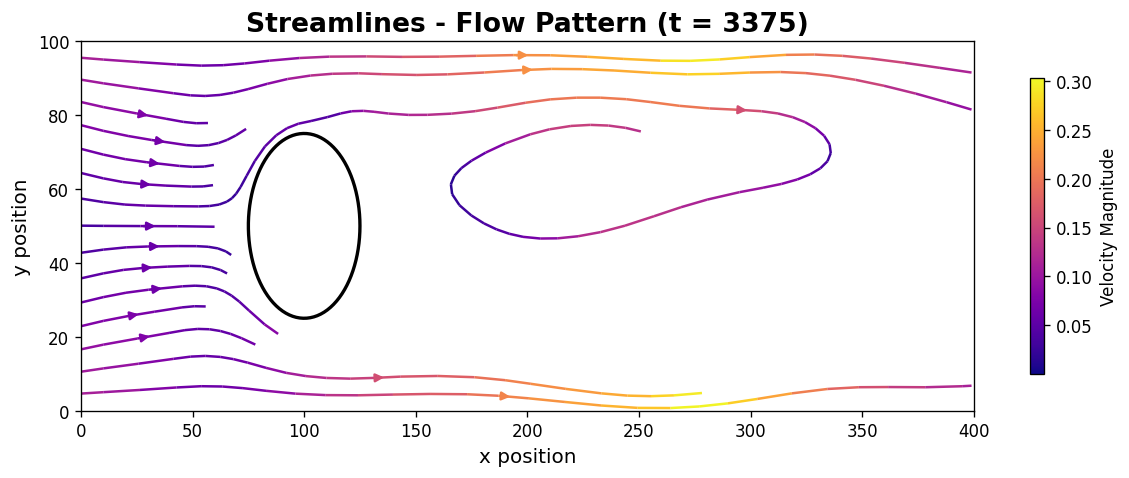 Streamlines - Flow Pattern (t = 3375)
100
80
60
40
20
0
y position
0 50 100 150 200 250 300 350 400
x position
0.30
0.25
0.20
0.15
0.10
0.05
Velocity Magnitude